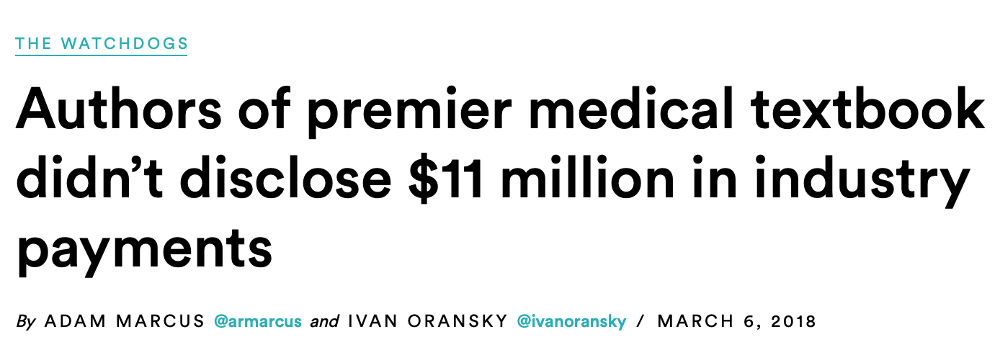 THE WATCHDOGS
Authors of premier medical textbook
didn’t disclose $11 million in industry
payments
By ADAM MARCUS @armarcus and IVAN ORANSKY @ivanoransky / MARCH 6, 2018